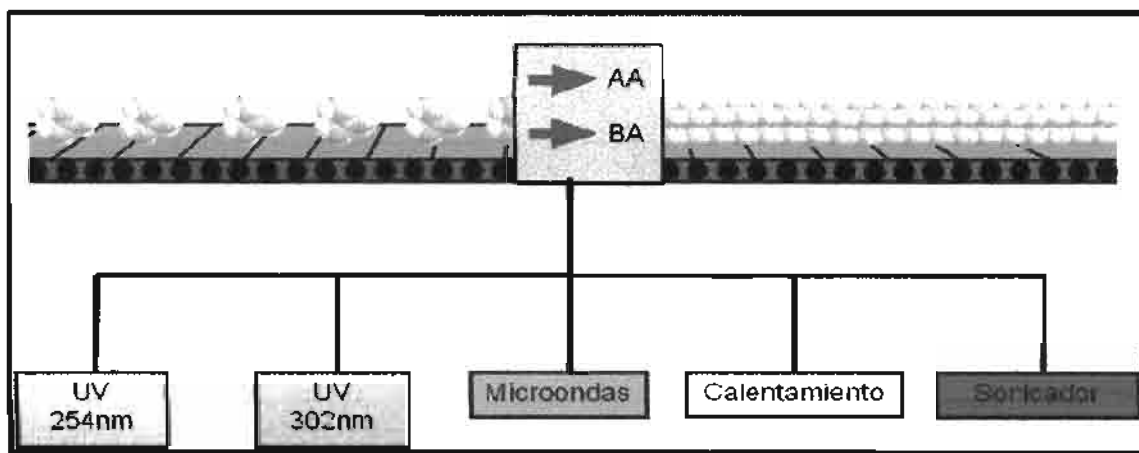 AA
BA
UV
254nm
UV
302nm
Microondas
Calentamiento
Sonicador